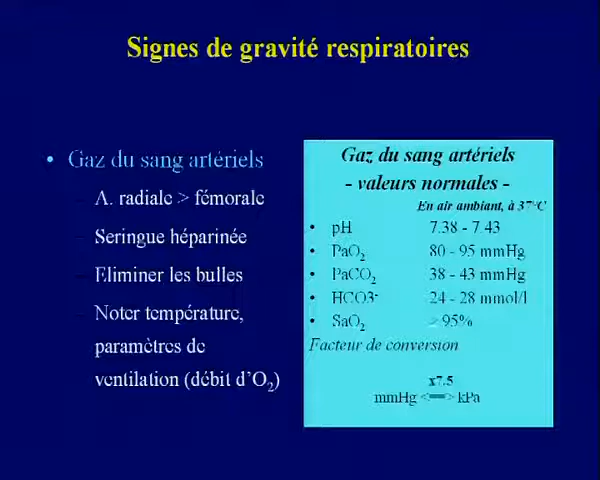 Signes de gravité respiratoires
• Gaz du sang artériels
– A. radiale > fémorale
– Seringue héparinée
– Eliminer les bulles
– Noter température,
paramètres de
ventilation (débit d'O₂)
Gaz du sang artériels
- valeurs normales -
En air ambiant, à 37°C
• pH 7.38 - 7.43
• PaO₂ 80 - 95 mmHg
• PaCO₂ 38 - 43 mmHg
• HCO3⁻ 24 - 28 mmol/l
• SaO₂ > 95%
Facteur de conversion
x7.5
mmHg <══> kPa